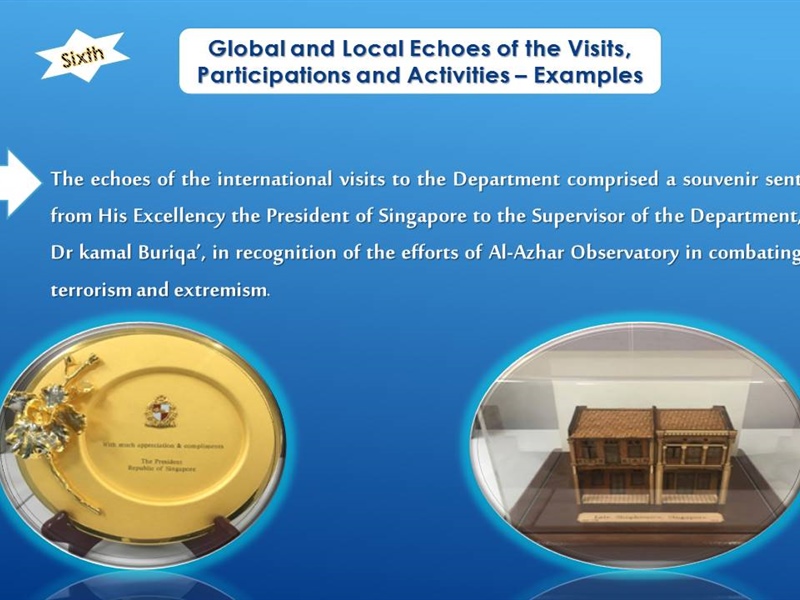 Sixth
Global and Local Echoes of the Visits,
Participations and Activities – Examples
The echoes of the international visits to the Department comprised a souvenir sent
from His Excellency the President of Singapore to the Supervisor of the Department,
Dr kamal Buriqa’, in recognition of the efforts of Al-Azhar Observatory in combating
terrorism and extremism.
With much appreciation & compliments
The President
Republic of Singapore
Singapore